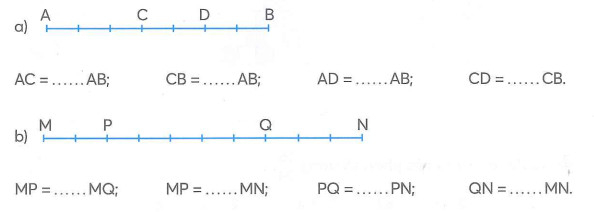 A C D B
a)
AC = ...... AB; CB = ...... AB; AD = ...... AB; CD = ...... CB.
M P Q N
b)
MP = ...... MQ; MP = ...... MN; PQ = ...... PN; QN = ...... MN.